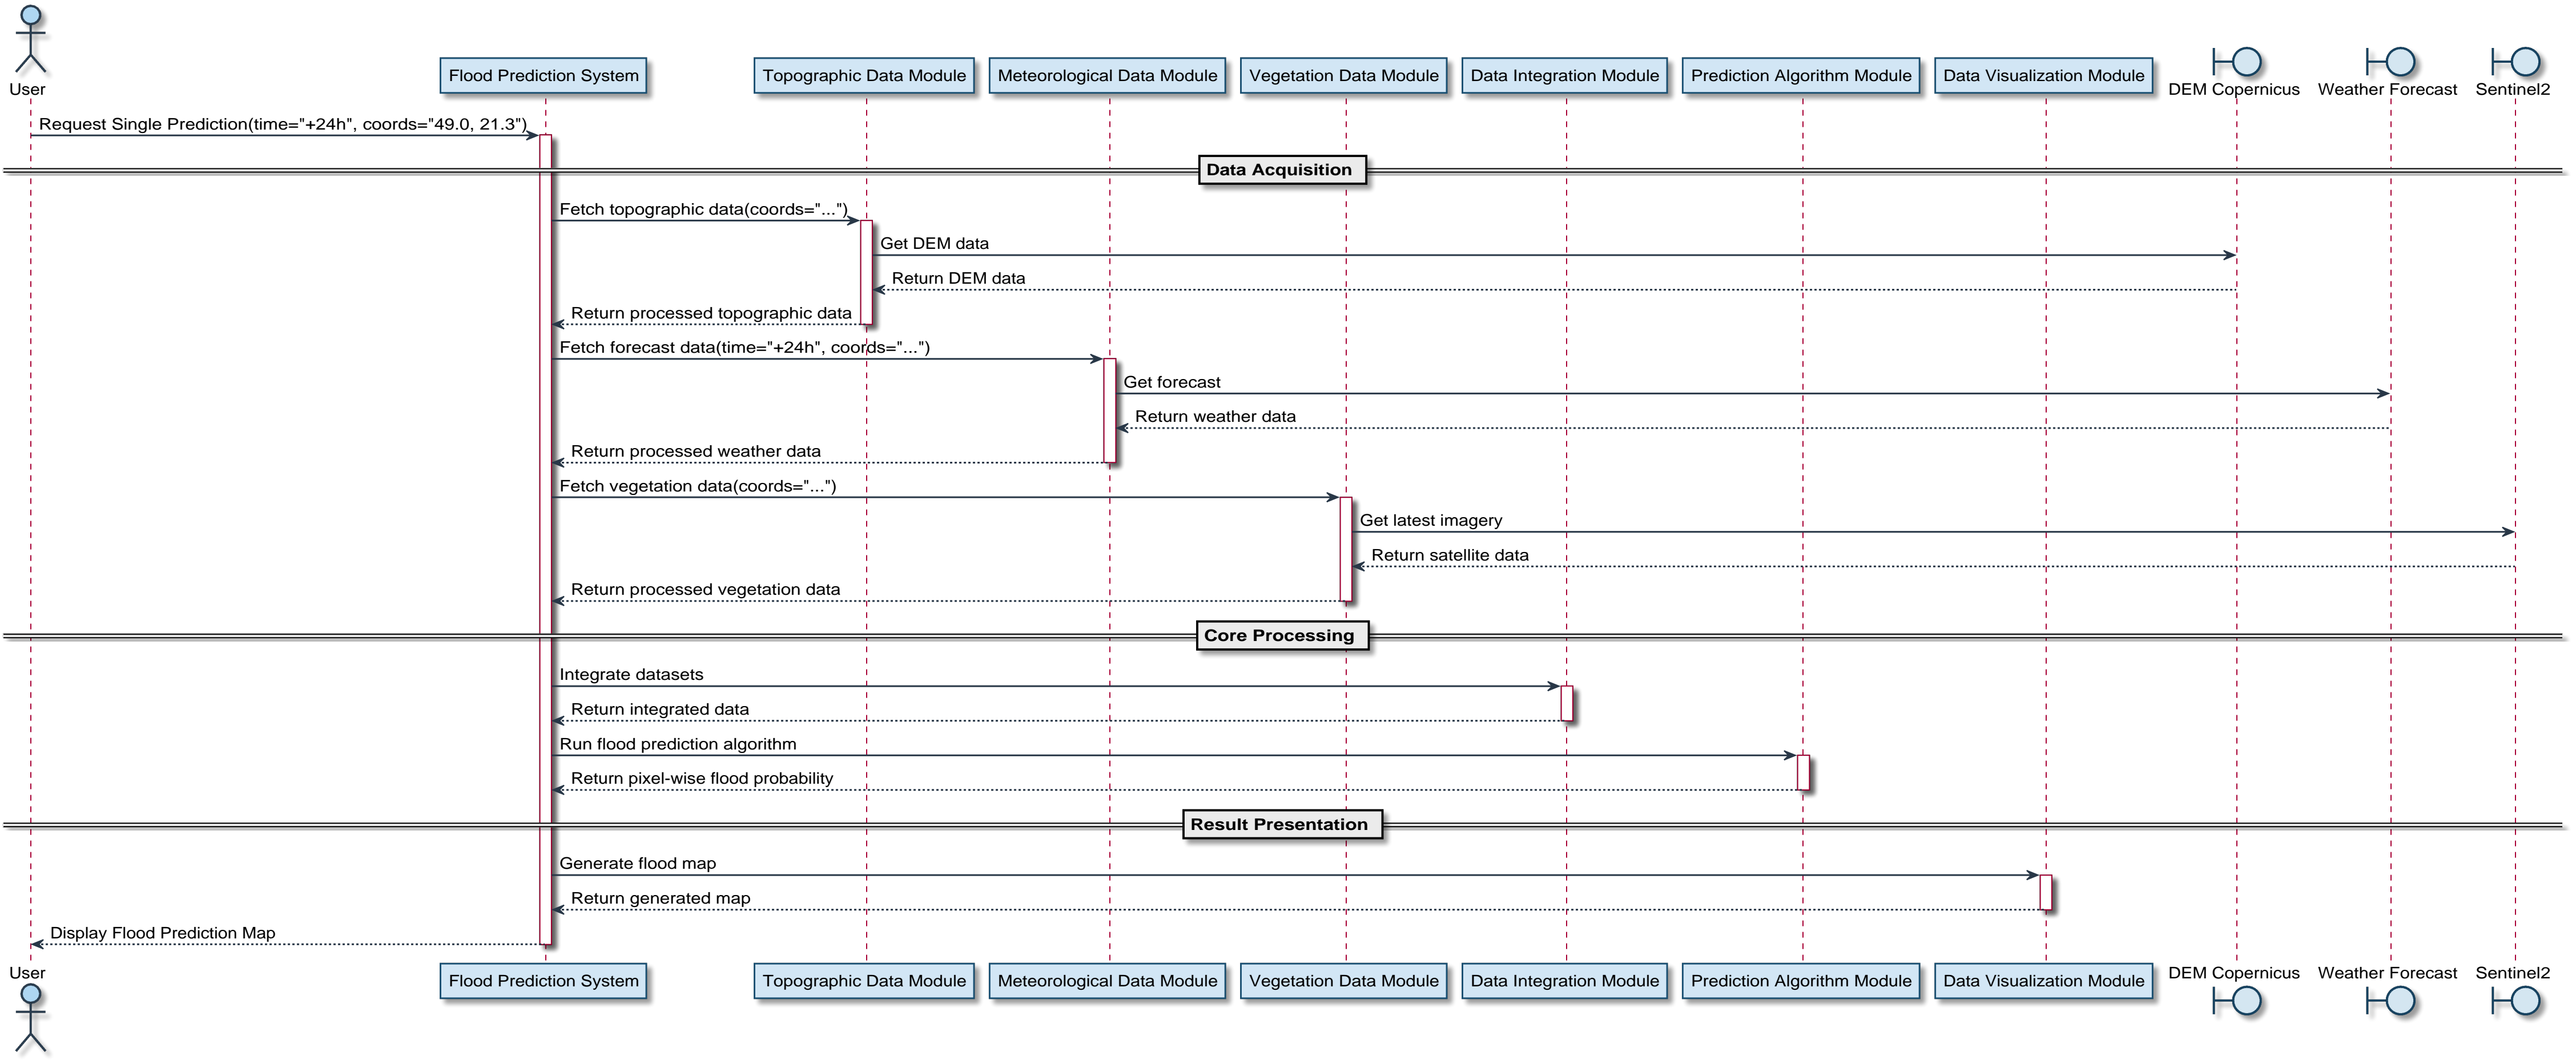 User
Flood Prediction System
Topographic Data Module
Meteorological Data Module
Vegetation Data Module
Data Integration Module
Prediction Algorithm Module
Data Visualization Module
DEM Copernicus
Weather Forecast
Sentinel2
Request Single Prediction(time="+24h", coords="49.0, 21.3")
Data Acquisition
Fetch topographic data(coords="...")
Get DEM data
Return DEM data
Return processed topographic data
Fetch forecast data(time="+24h", coords="...")
Get forecast
Return weather data
Return processed weather data
Fetch vegetation data(coords="...")
Get latest imagery
Return satellite data
Return processed vegetation data
Core Processing
Integrate datasets
Return integrated data
Run flood prediction algorithm
Return pixel-wise flood probability
Result Presentation
Generate flood map
Return generated map
Display Flood Prediction Map
User
Flood Prediction System
Topographic Data Module
Meteorological Data Module
Vegetation Data Module
Data Integration Module
Prediction Algorithm Module
Data Visualization Module
DEM Copernicus
Weather Forecast
Sentinel2